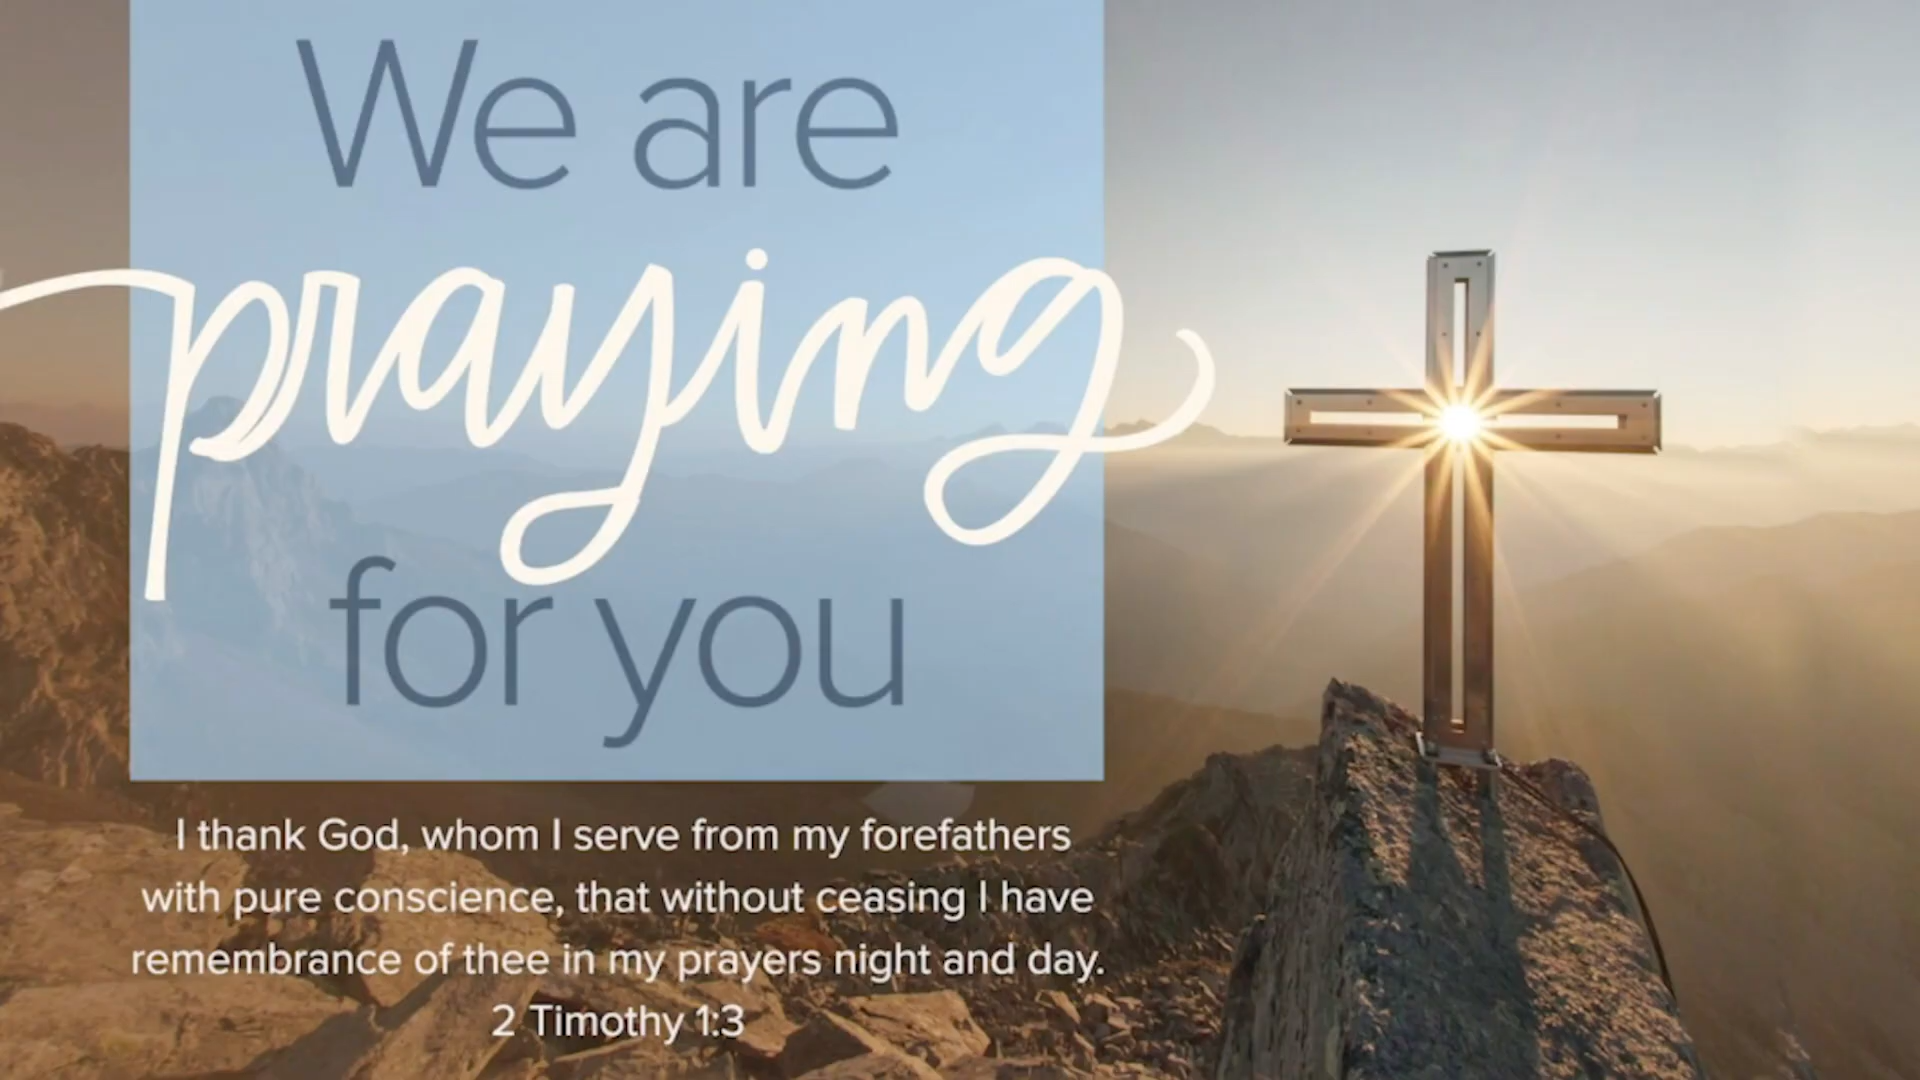 We are
praying
for you
I thank God, whom I serve from my forefathers
with pure conscience, that without ceasing I have
remembrance of thee in my prayers night and day.
2 Timothy 1:3